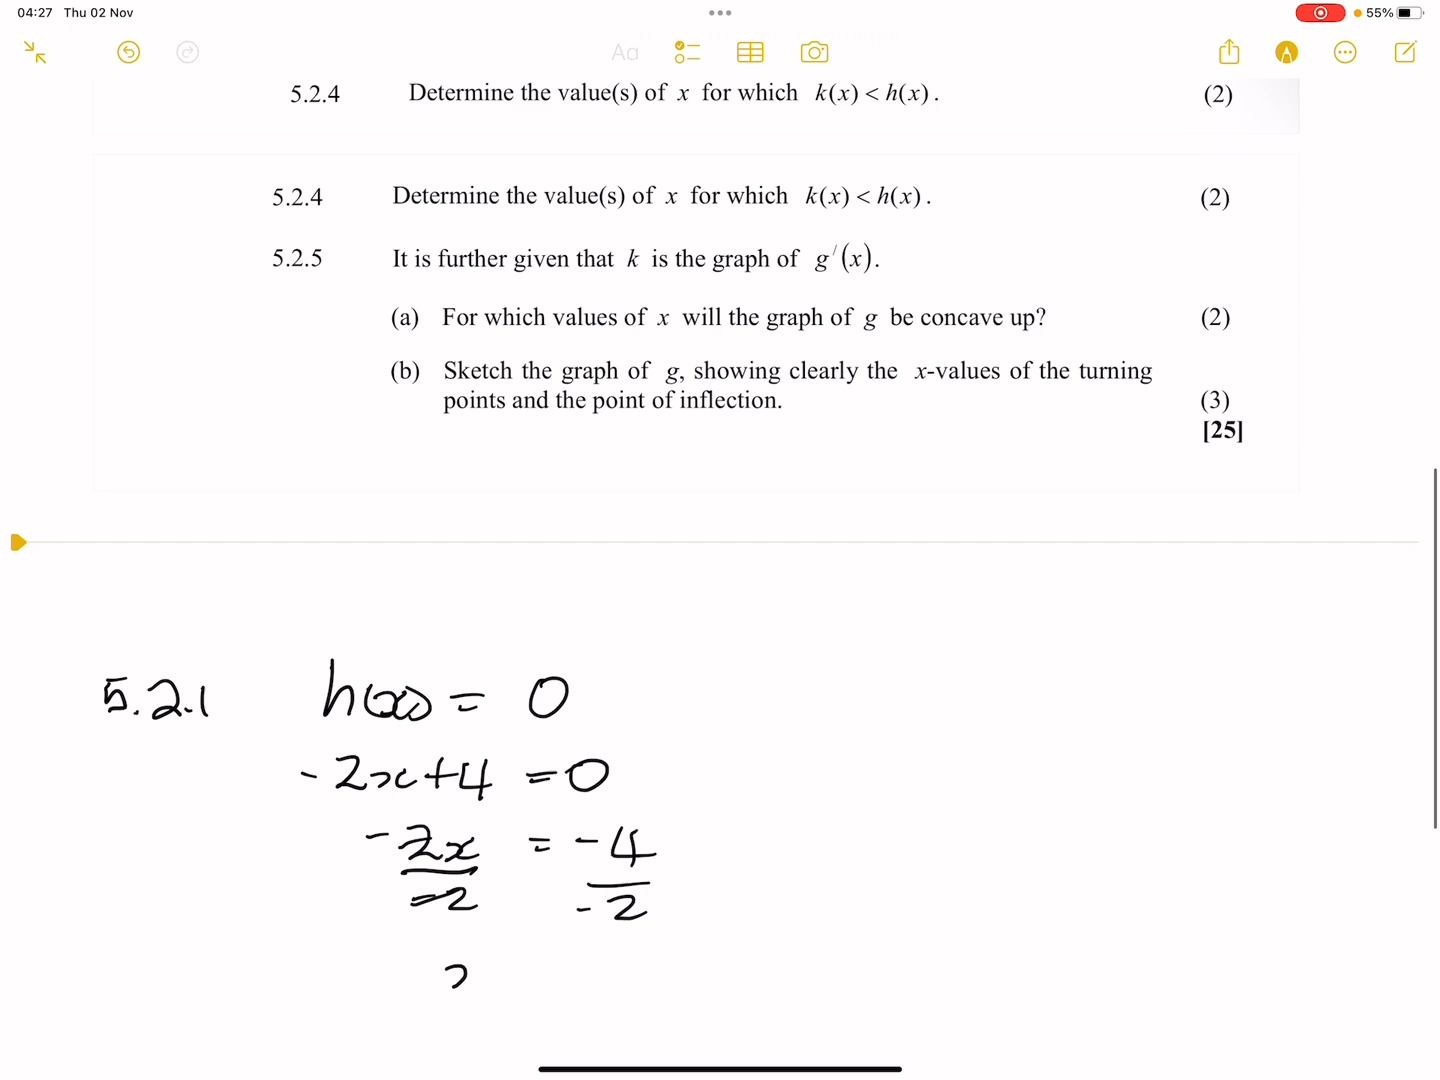 04:27 Thu 02 Nov
55%
Aa
5.2.4 Determine the value(s) of x for which k(x) < h(x). (2)
5.2.4 Determine the value(s) of x for which k(x) < h(x). (2)
5.2.5 It is further given that k is the graph of g′(x).
(a) For which values of x will the graph of g be concave up? (2)
(b) Sketch the graph of g, showing clearly the x-values of the turning
points and the point of inflection. (3)
[25]
5.2.1 h(x) = 0
-2x+4 =0
-2x = -4
-2 -2